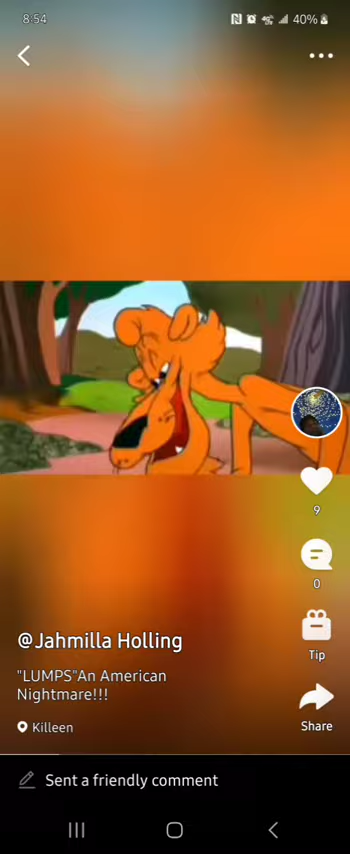 8:54
40%
9
0
@Jahmilla Holling
Tip
"LUMPS"An American
Nightmare!!!
Killeen
Share
Sent a friendly comment